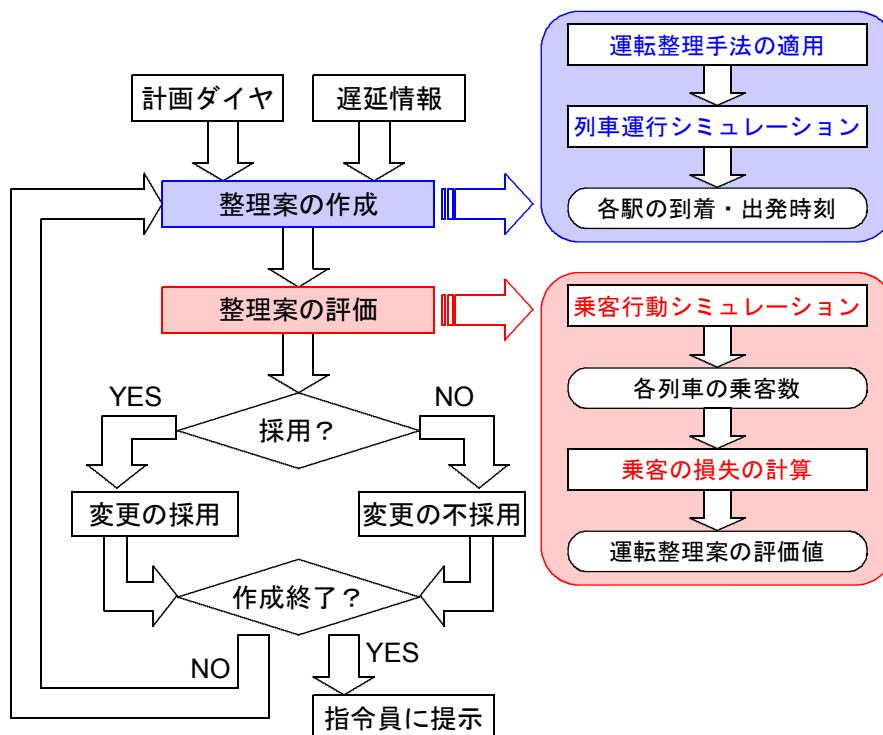 計画ダイヤ
遅延情報
整理案の作成
整理案の評価
採用？
YES
NO
変更の採用
変更の不採用
作成終了？
NO
YES
指令員に提示
運転整理手法の適用
列車運行シミュレーション
各駅の到着・出発時刻
乗客行動シミュレーション
各列車の乗客数
乗客の損失の計算
運転整理案の評価値